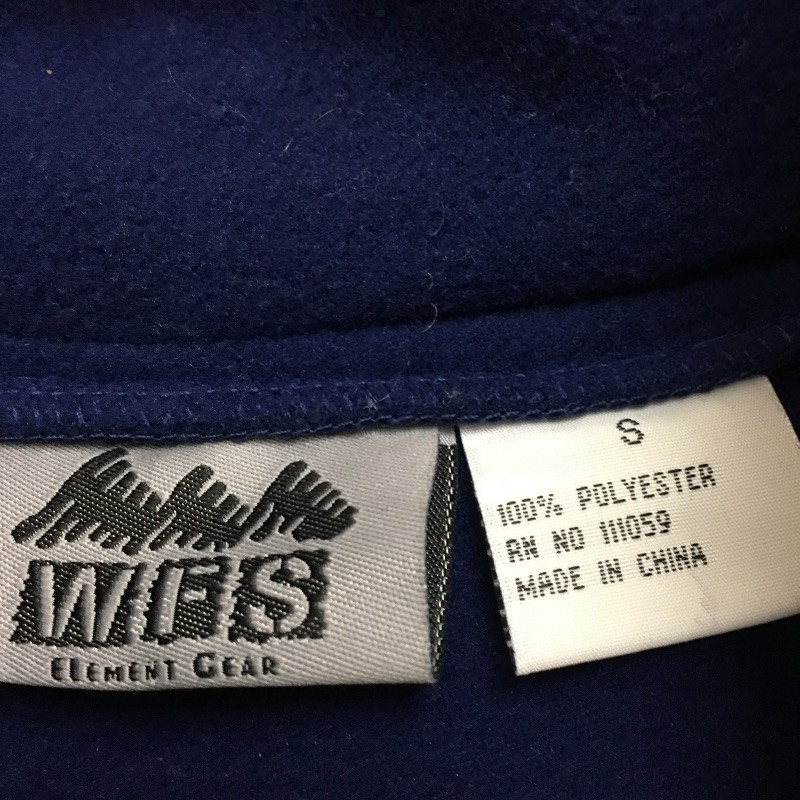 WFS
ELEMENT GEAR
S
100% POLYESTER
RN NO 111059
MADE IN CHINA